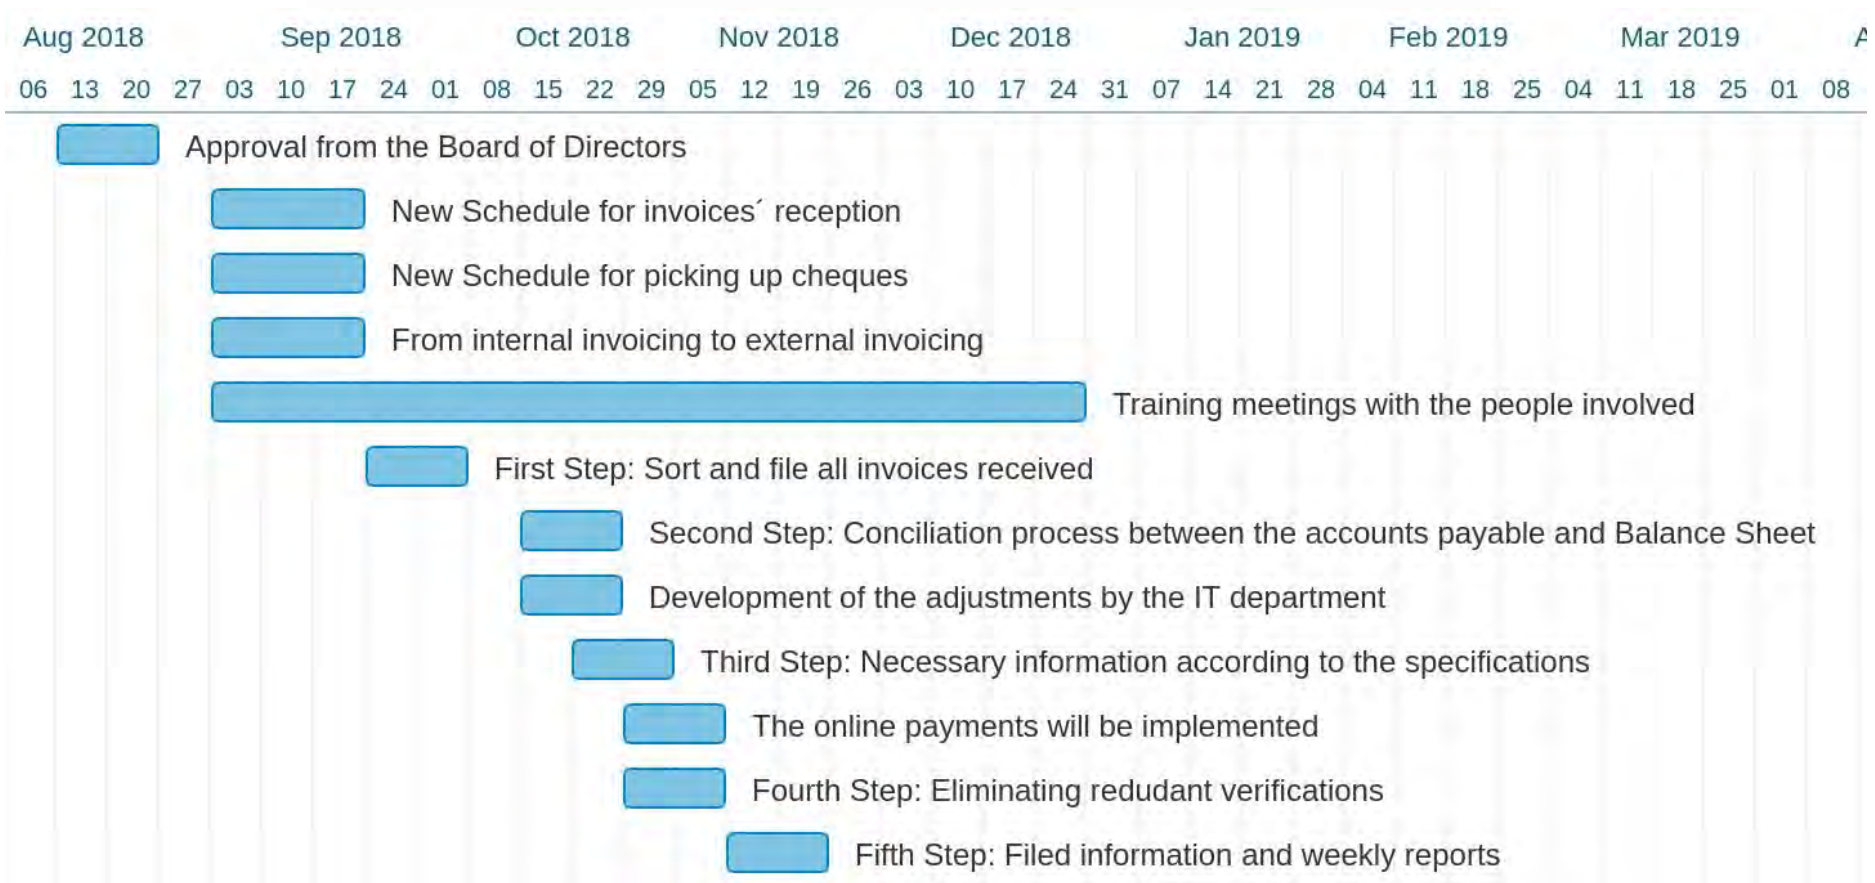 Aug 2018 Sep 2018 Oct 2018 Nov 2018 Dec 2018 Jan 2019 Feb 2019 Mar 2019
06 13 20 27 03 10 17 24 01 08 15 22 29 05 12 19 26 03 10 17 24 31 07 14 21 28 04 11 18 25 04 11 18 25 01 08
Approval from the Board of Directors
New Schedule for invoices´ reception
New Schedule for picking up cheques
From internal invoicing to external invoicing
Training meetings with the people involved
First Step: Sort and file all invoices received
Second Step: Conciliation process between the accounts payable and Balance Sheet
Development of the adjustments by the IT department
Third Step: Necessary information according to the specifications
The online payments will be implemented
Fourth Step: Eliminating redudant verifications
Fifth Step: Filed information and weekly reports